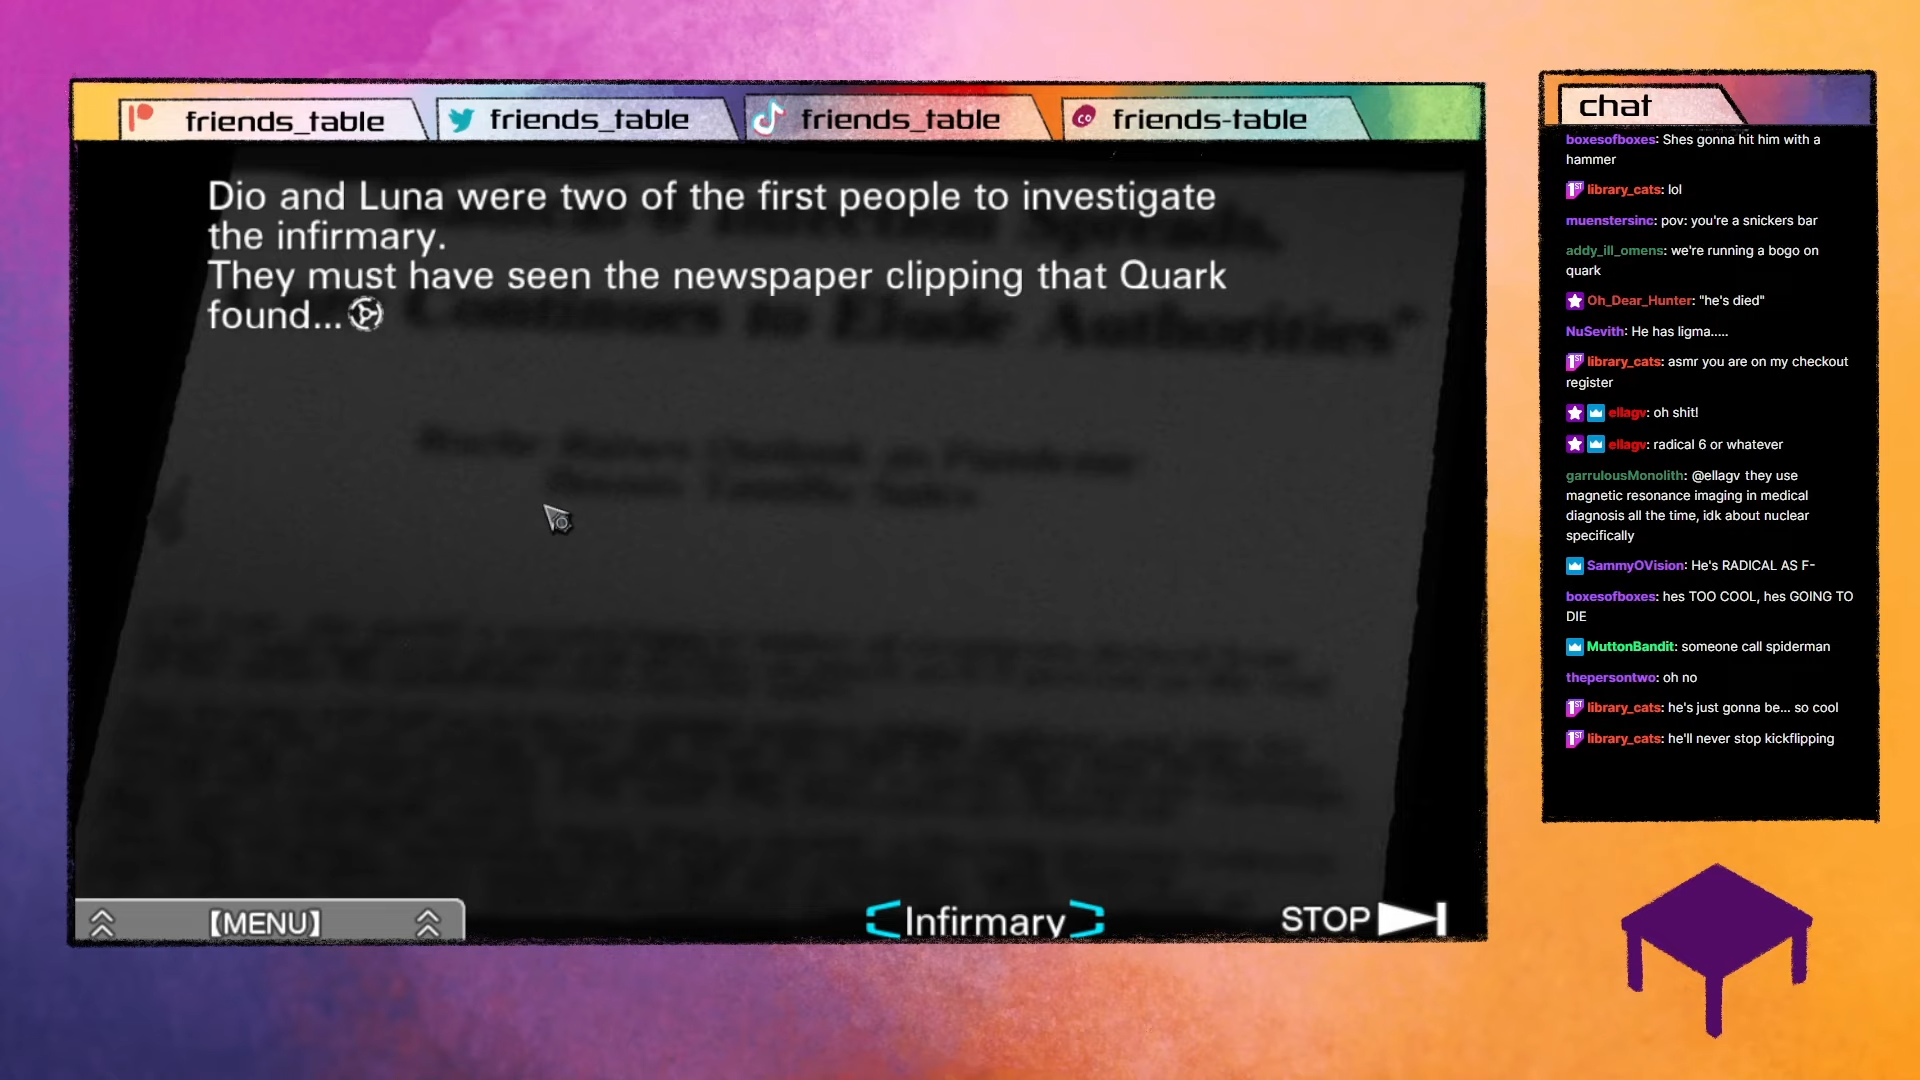 friends_table
friends_table
friends_table
friends-table
Dio and Luna were two of the first people to investigate
the infirmary.
They must have seen the newspaper clipping that Quark
found...
Infection Spreads,
Continues to Elude Authorities"
【MENU】
Infirmary
STOP
chat
boxesofboxes: Shes gonna hit him with a
hammer
library_cats: lol
muenstersinc: pov: you're a snickers bar
addy_ill_omens: we're running a bogo on
quark
Oh_Dear_Hunter: "he's died"
NuSevith: He has ligma.....
library_cats: asmr you are on my checkout
register
ellagv: oh shit!
ellagv: radical 6 or whatever
garrulousMonolith: @ellagv they use
magnetic resonance imaging in medical
diagnosis all the time, idk about nuclear
specifically
SammyOVision: He's RADICAL AS F-
boxesofboxes: hes TOO COOL, hes GOING TO
DIE
MuttonBandit: someone call spiderman
thepersontwo: oh no
library_cats: he's just gonna be... so cool
library_cats: he'll never stop kickflipping